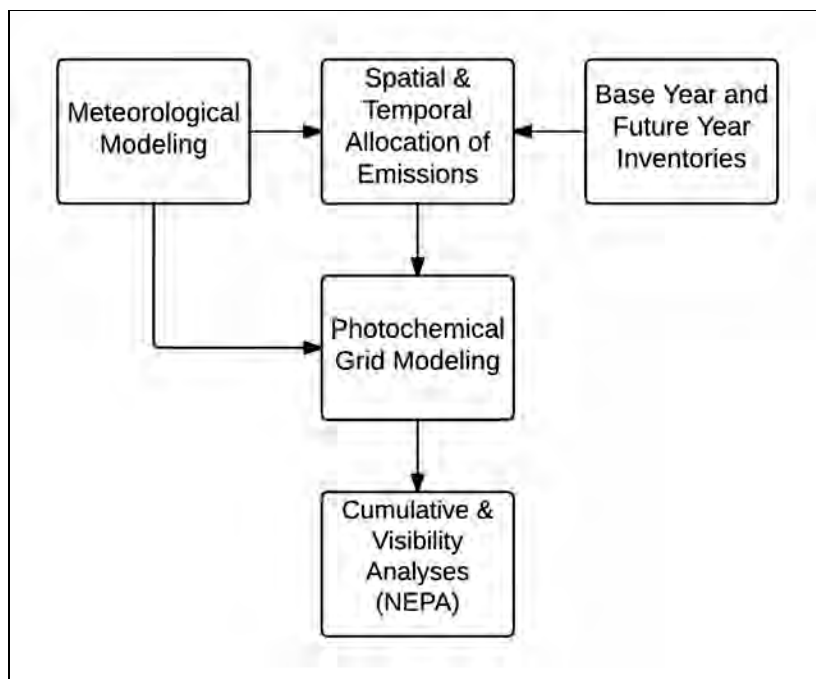 Meteorological
Modeling
Spatial &
Temporal
Allocation of
Emissions
Base Year and
Future Year
Inventories
Photochemical
Grid Modeling
Cumulative &
Visibility
Analyses
(NEPA)